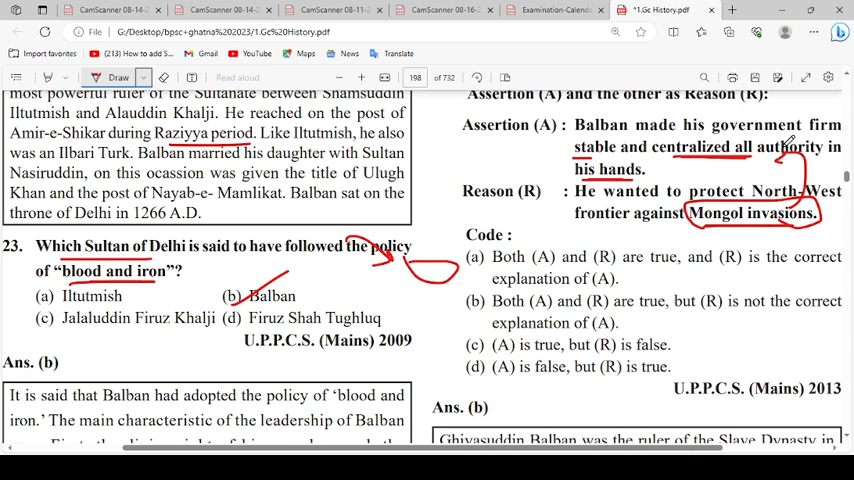 CamScanner 08-14-2
CamScanner 08-14-2
CamScanner 08-11-2
CamScanner 08-16-2
Examination-Calend
*1.Gc History.pdf
File
G:/Desktop/bpsc+ghatna%202023/1.Gc%20History.pdf
Import favorites
(213) How to add S...
Gmail
YouTube
Maps
News
Translate
Draw
Read aloud
198 of 732
most powerful ruler of the Sultanate between Shamsuddin
Iltutmish and Alauddin Khalji. He reached on the post of
Amir-e-Shikar during Raziyya period. Like Iltutmish, he also
was an Ilbari Turk. Balban married his daughter with Sultan
Nasiruddin, on this ocassion was given the title of Ulugh
Khan and the post of Nayab-e- Mamlikat. Balban sat on the
throne of Delhi in 1266 A.D.
23. Which Sultan of Delhi is said to have followed the policy
of "blood and iron"?
(a) Iltutmish (b) Balban
(c) Jalaluddin Firuz Khalji (d) Firuz Shah Tughluq
U.P.P.C.S. (Mains) 2009
Ans. (b)
It is said that Balban had adopted the policy of 'blood and
iron.' The main characteristic of the leadership of Balban
Assertion (A) and the other as Reason (R):
Assertion (A) : Balban made his government firm
stable and centralized all authority in
his hands.
Reason (R) : He wanted to protect North-West
frontier against Mongol invasions.
Code :
(a) Both (A) and (R) are true, and (R) is the correct
explanation of (A).
(b) Both (A) and (R) are true, but (R) is not the correct
explanation of (A).
(c) (A) is true, but (R) is false.
(d) (A) is false, but (R) is true.
U.P.P.C.S. (Mains) 2013
Ans. (b)
Ghiyasuddin Balban was the ruler of the Slave Dynasty in